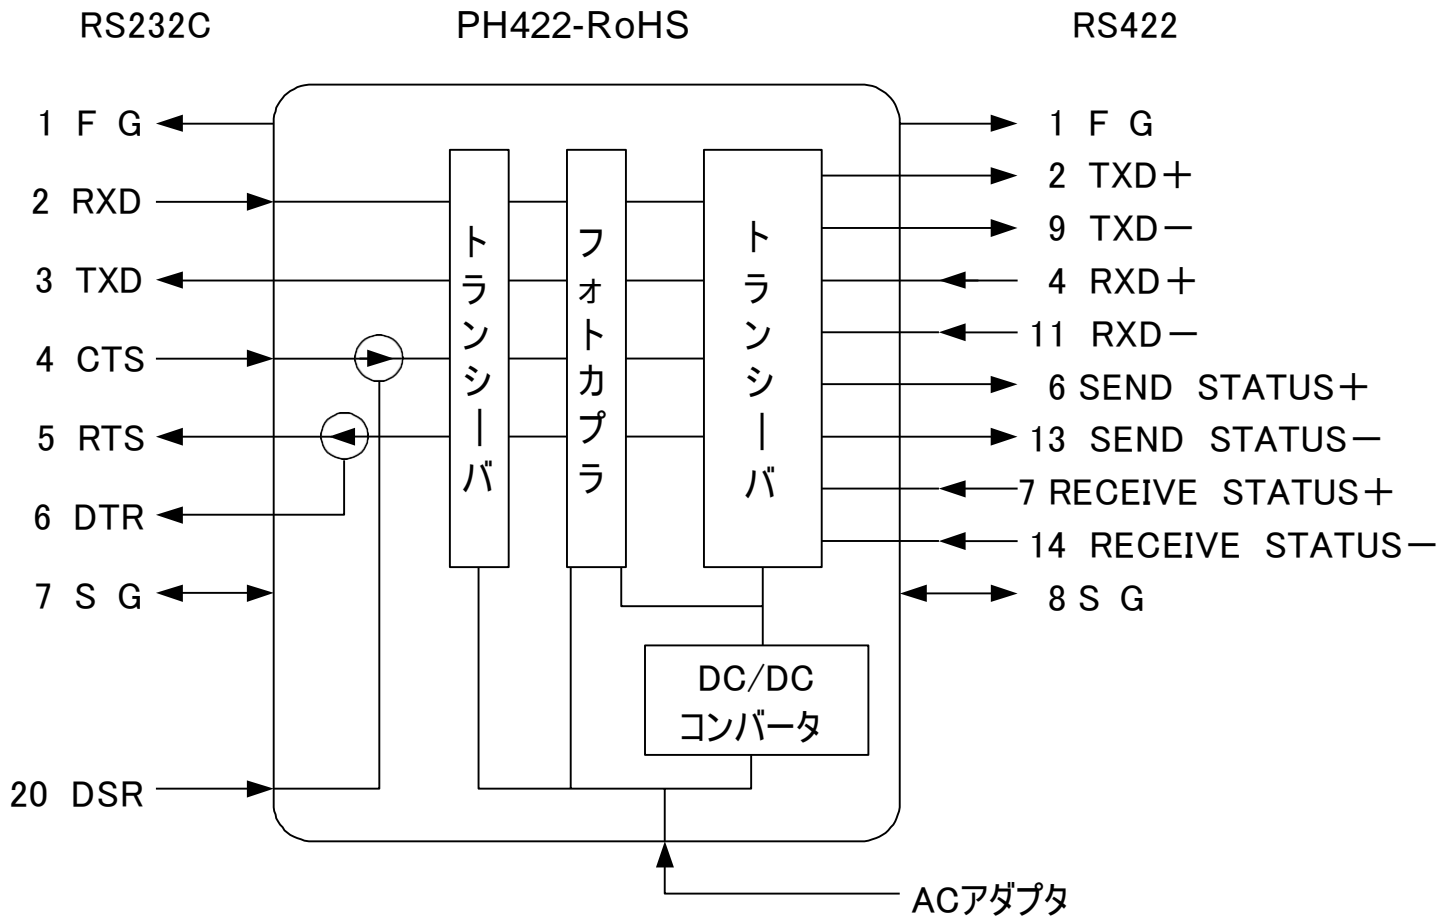 RS232C
PH422-RoHS
RS422
1 F G
2 RXD
3 TXD
4 CTS
5 RTS
6 DTR
7 S G
20 DSR
トランシーバ
フォトカプラ
トランシーバ
DC/DC
コンバータ
1 F G
2 TXD＋
9 TXD－
4 RXD＋
11 RXD－
6 SEND STATUS＋
13 SEND STATUS－
7 RECEIVE STATUS＋
14 RECEIVE STATUS－
8 S G
ACアダプタ